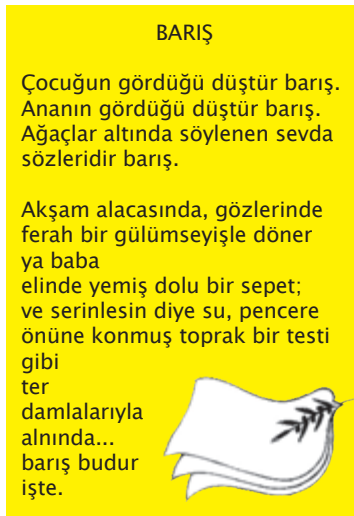 BARIŞ
Çocuğun gördüğü düştür barış.
Ananın gördüğü düştür barış.
Ağaçlar altında söylenen sevda
sözleridir barış.
Akşam alacasında, gözlerinde
ferah bir gülümseyişle döner
ya baba
elinde yemiş dolu bir sepet;
ve serinlesin diye su, pencere
önüne konmuş toprak bir testi
gibi
ter
damlalarıyla
alnında...
barış budur
işte.